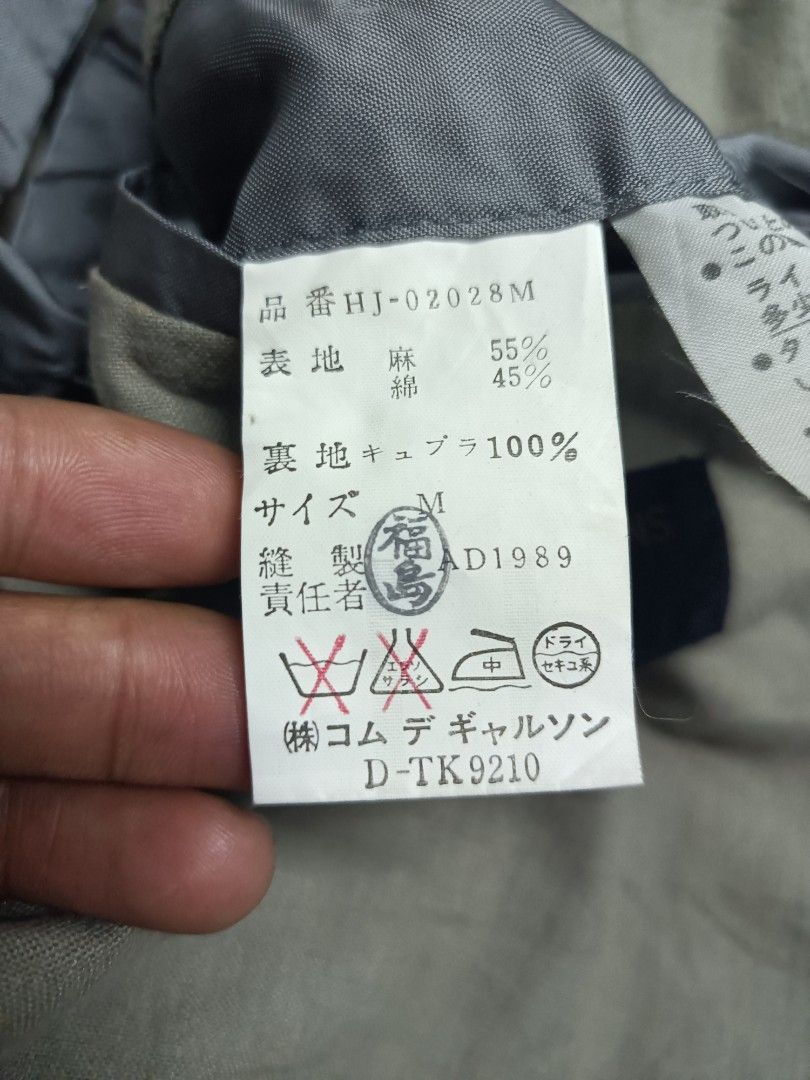 品番HJ-02028M
表地 麻 55%
綿 45%
裏地キュプラ100%
サイズ M
縫製 AD1989
責任者
福島
エンソ
サラシ
中
ドライ
セキユ系
㈱コム デ ギャルソン
D-TK9210